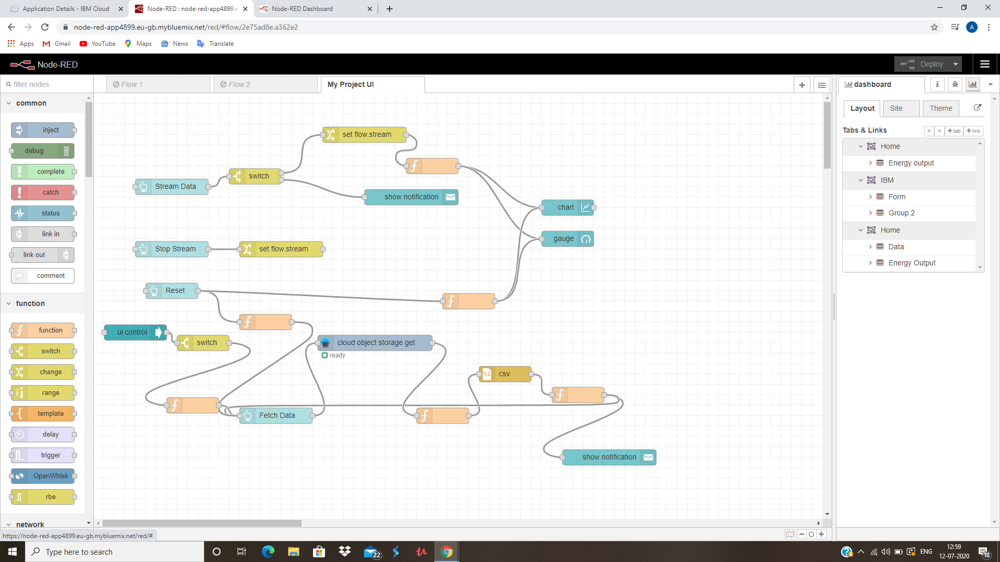 Application Details - IBM Cloud
Node-RED : node-red-app4899.e
Node-RED Dashboard
node-red-app4899.eu-gb.mybluemix.net/red/#flow/2e75ad8e.a362e2
A
Apps
Gmail
YouTube
Maps
News
Translate
Node-RED
Deploy
filter nodes
Flow 1
Flow 2
My Project UI
dashboard
i
common
inject
debug
complete
catch
status
link in
link out
comment
function
function
switch
change
range
template
delay
trigger
OpenWhisk
rbe
network
set flow.stream
switch
Stream Data
show notification
chart
gauge
Stop Stream
set flow.stream
Reset
ui control
switch
cloud object storage get
ready
1,2 csv
Fetch Data
show notification
Layout
Site
Theme
Tabs & Links
+ tab
+ link
Home
Energy output
IBM
Form
Group 2
Home
Data
Energy Output
https://node-red-app4899.eu-gb.mybluemix.net/red/#
Type here to search
22
ENG
12:59
12-07-2020
18